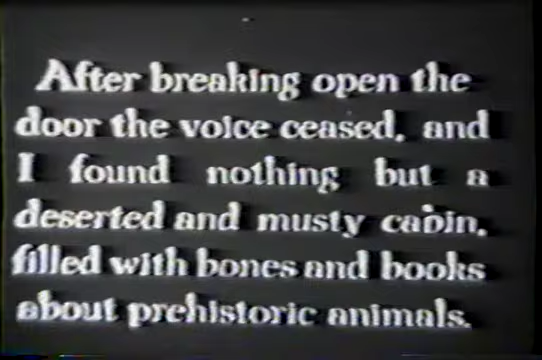 After breaking open the
door the voice ceased, and
I found nothing but a
deserted and musty cabin,
filled with bones and books
about prehistoric animals.